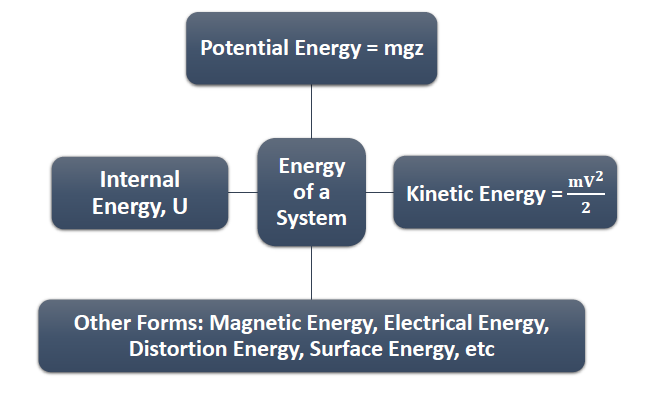 Potential Energy = mgz
Internal
Energy, U
Energy
of a
System
Kinetic Energy = mv²/2
Other Forms: Magnetic Energy, Electrical Energy,
Distortion Energy, Surface Energy, etc